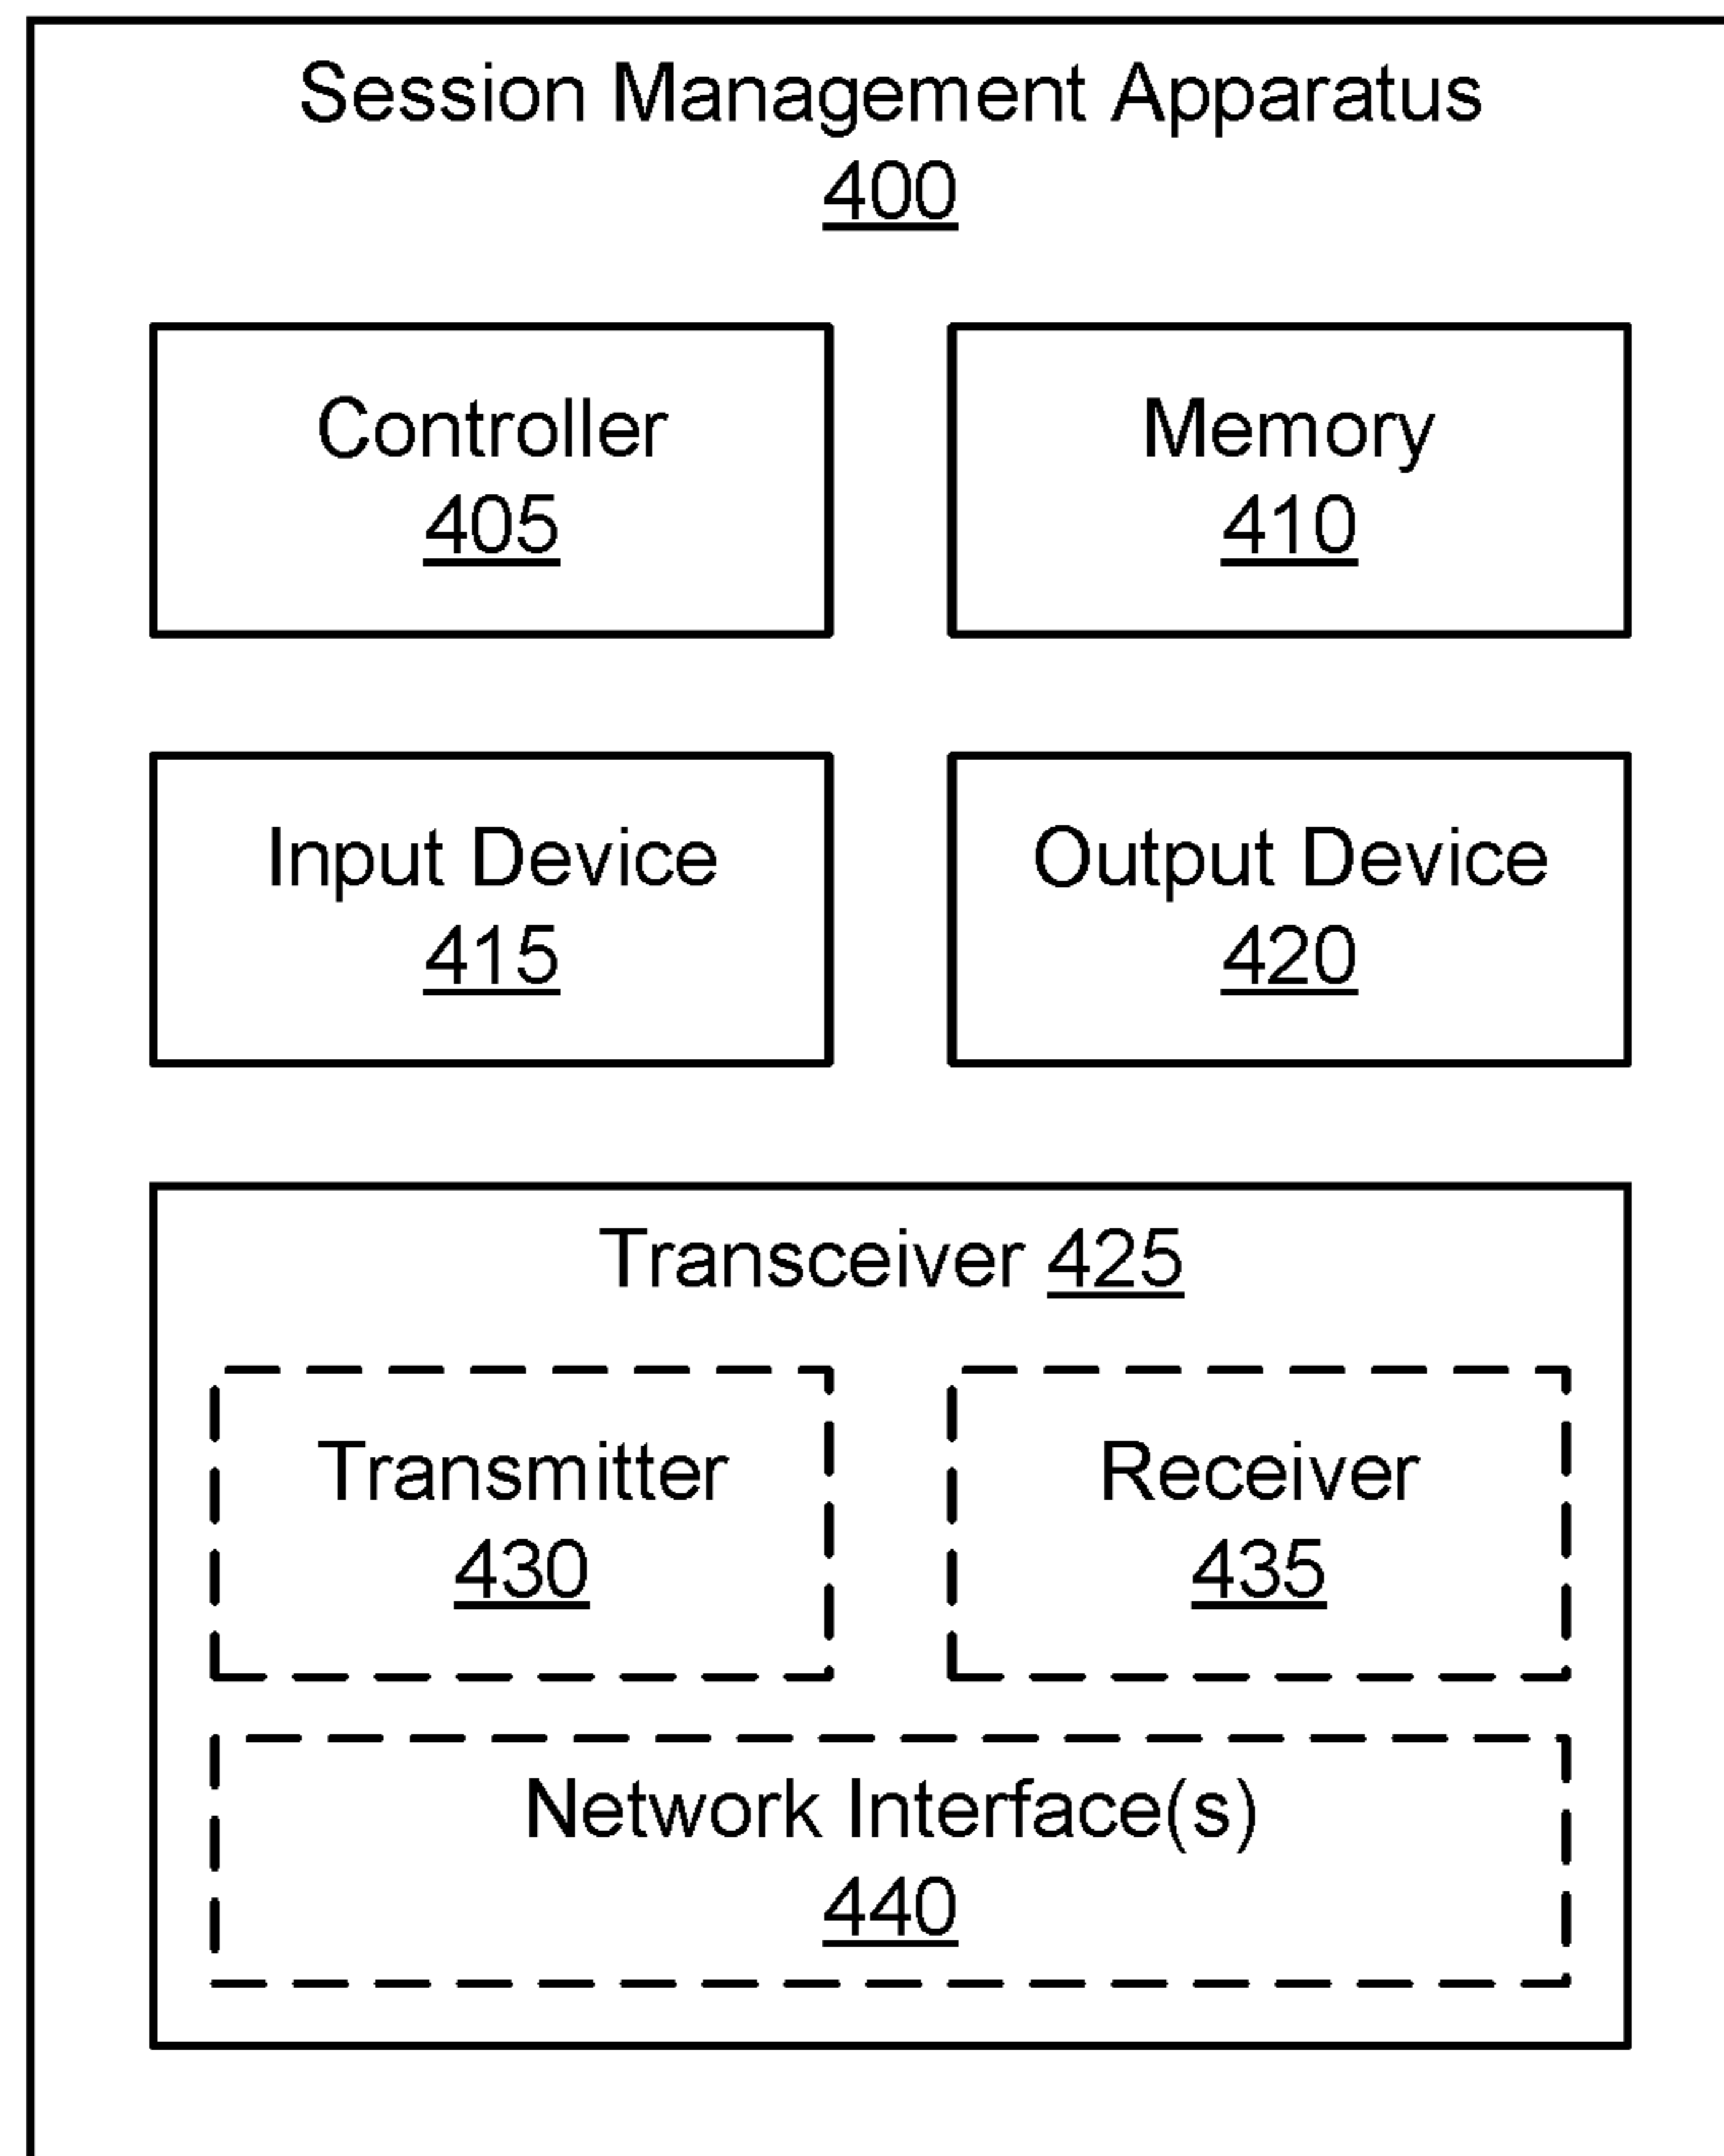 Session Management Apparatus
400
Controller
405
Memory
410
Input Device
415
Output Device
420
Transceiver 425
Transmitter
430
Receiver
435
Network Interface(s)
440